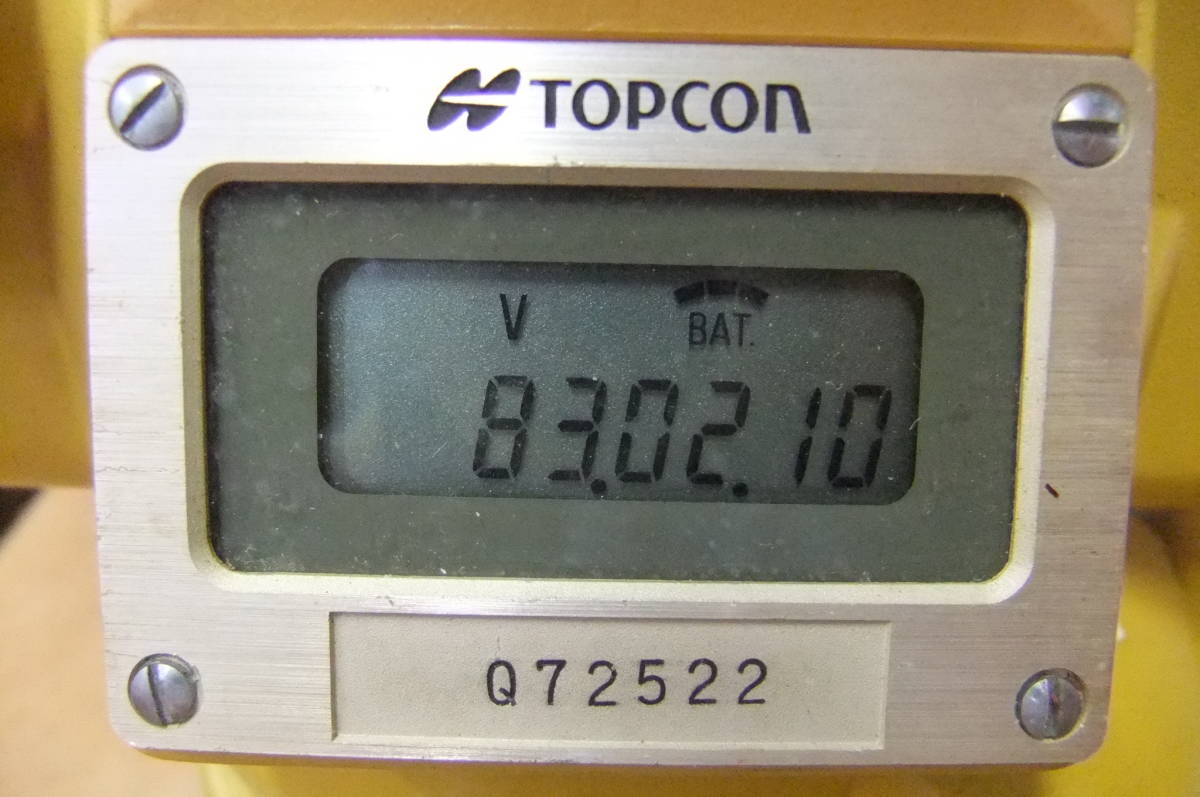 TOPCON
V BAT.
83.02.10
Q72522